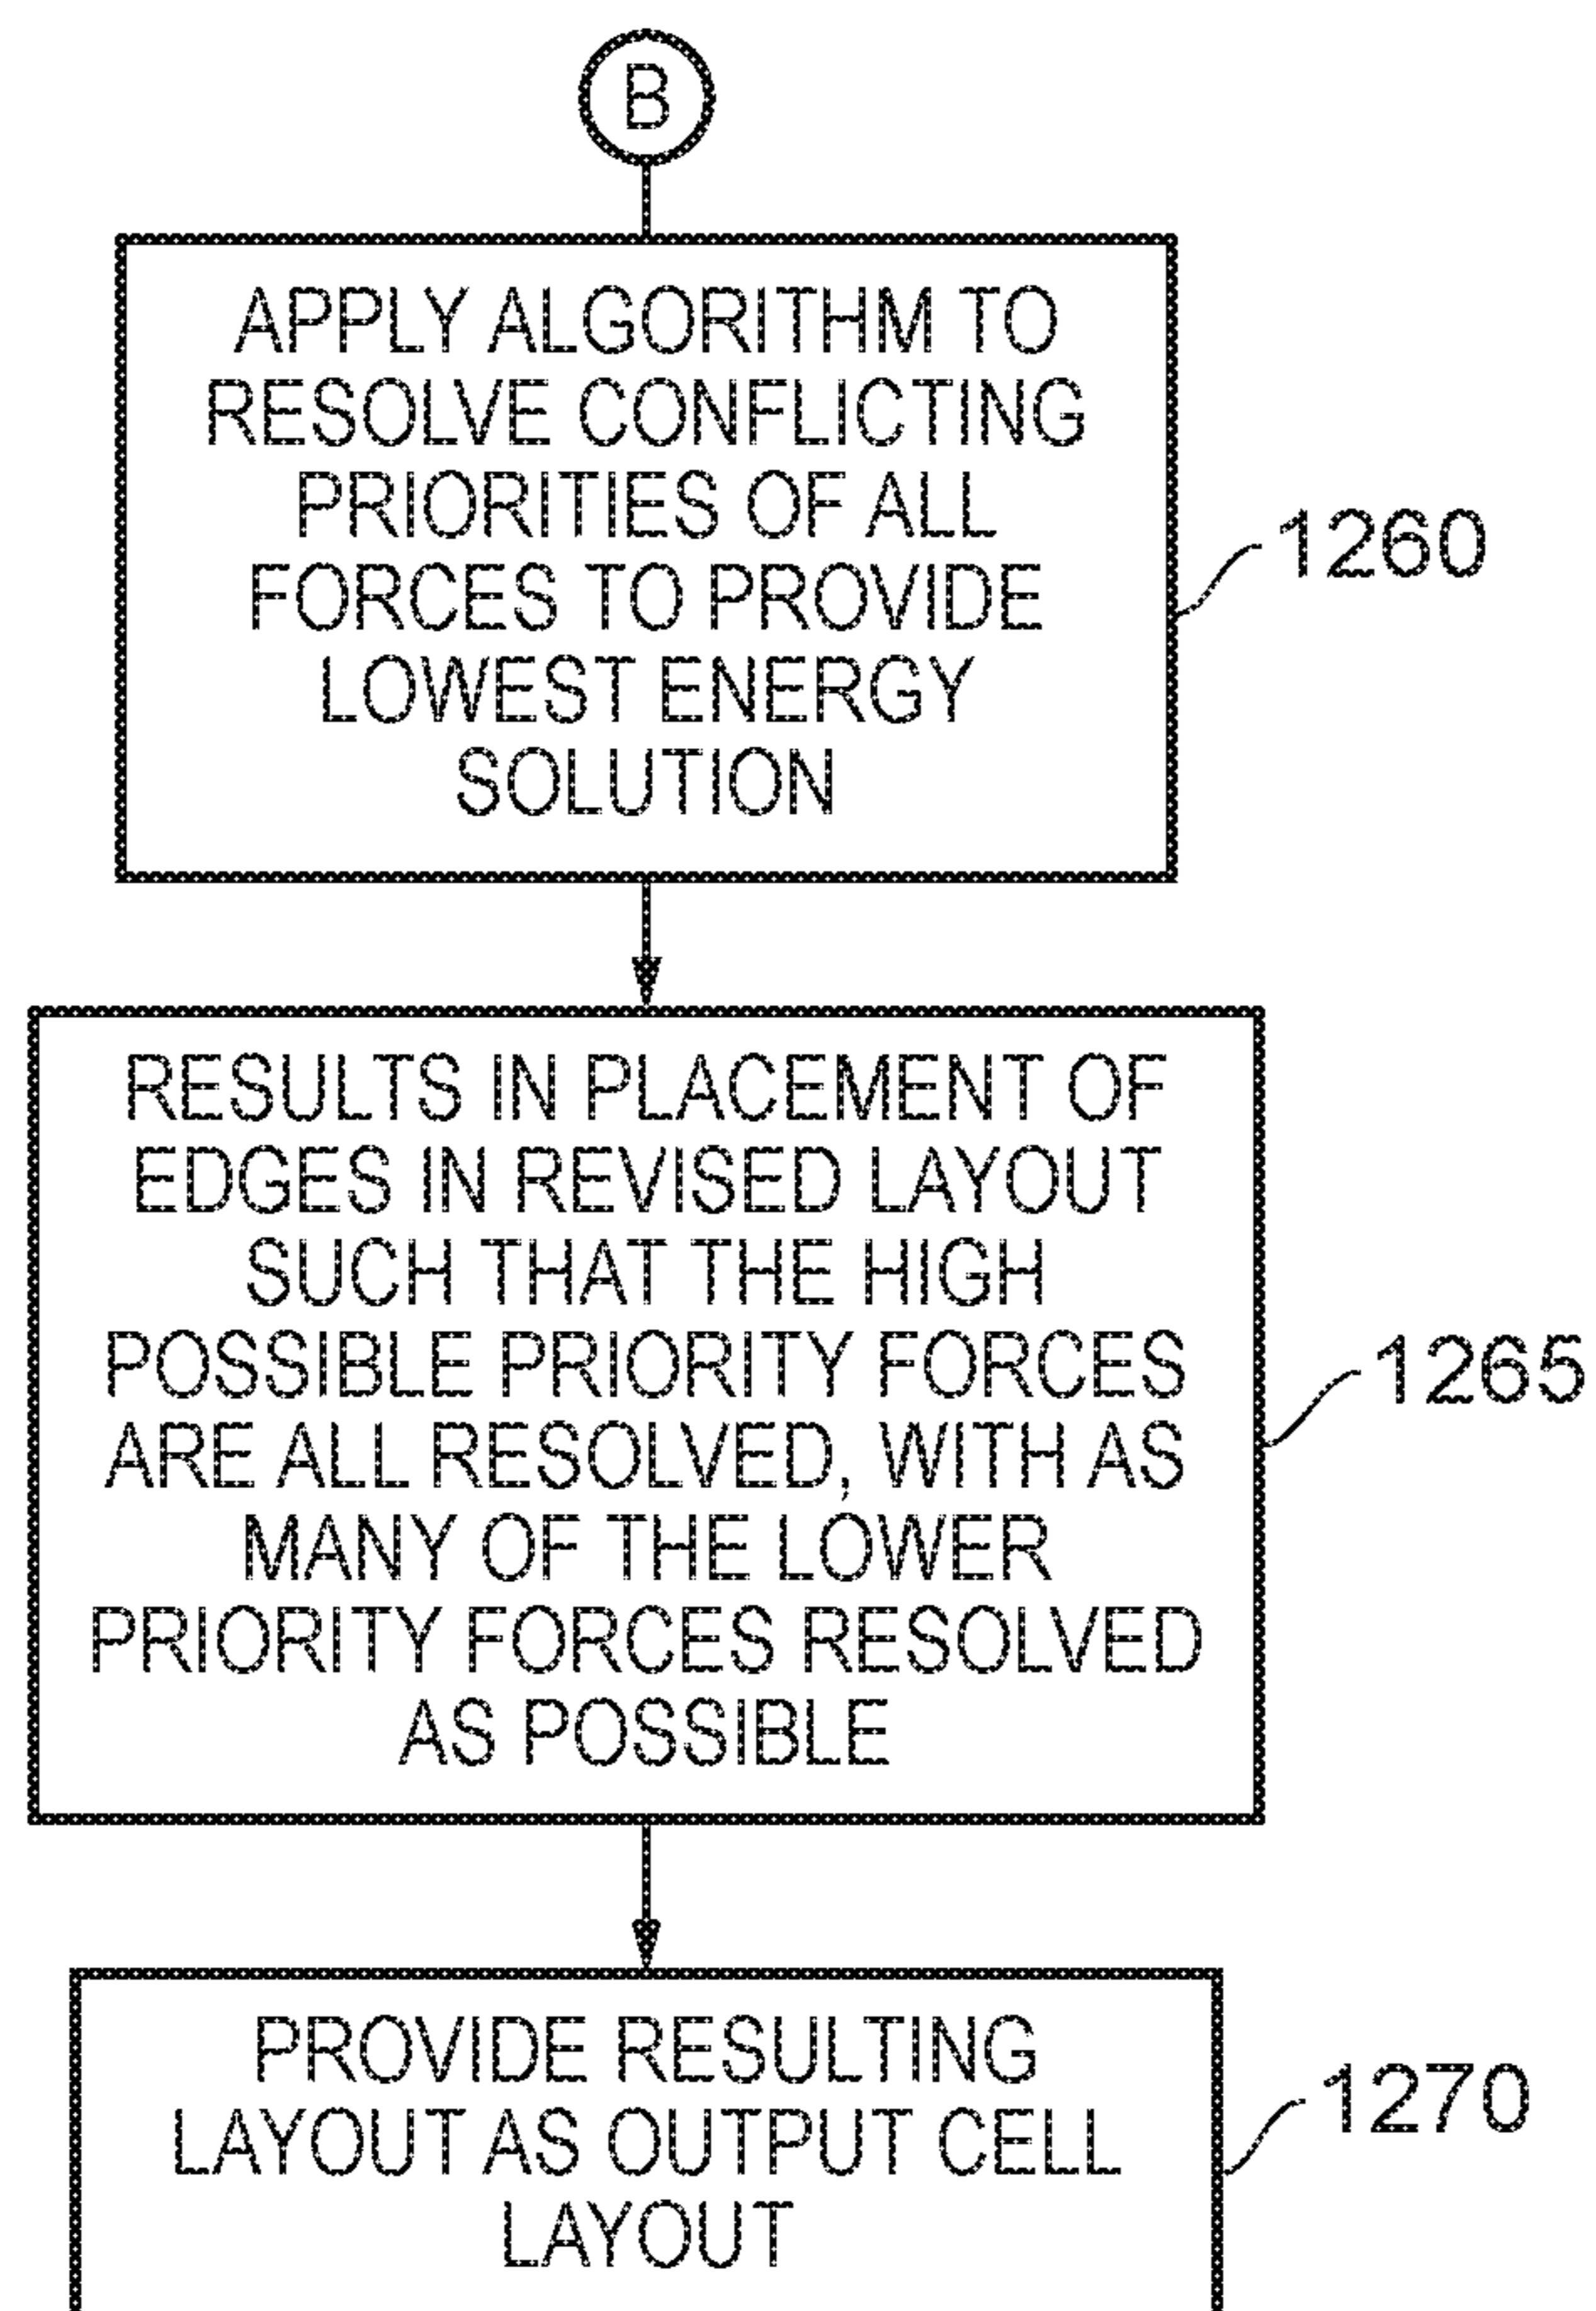 B
APPLY ALGORITHM TO
RESOLVE CONFLICTING
PRIORITIES OF ALL
FORCES TO PROVIDE
LOWEST ENERGY
SOLUTION
1260
RESULTS IN PLACEMENT OF
EDGES IN REVISED LAYOUT
SUCH THAT THE HIGH
POSSIBLE PRIORITY FORCES
ARE ALL RESOLVED, WITH AS
MANY OF THE LOWER
PRIORITY FORCES RESOLVED
AS POSSIBLE
1265
PROVIDE RESULTING
LAYOUT AS OUTPUT CELL
LAYOUT
1270